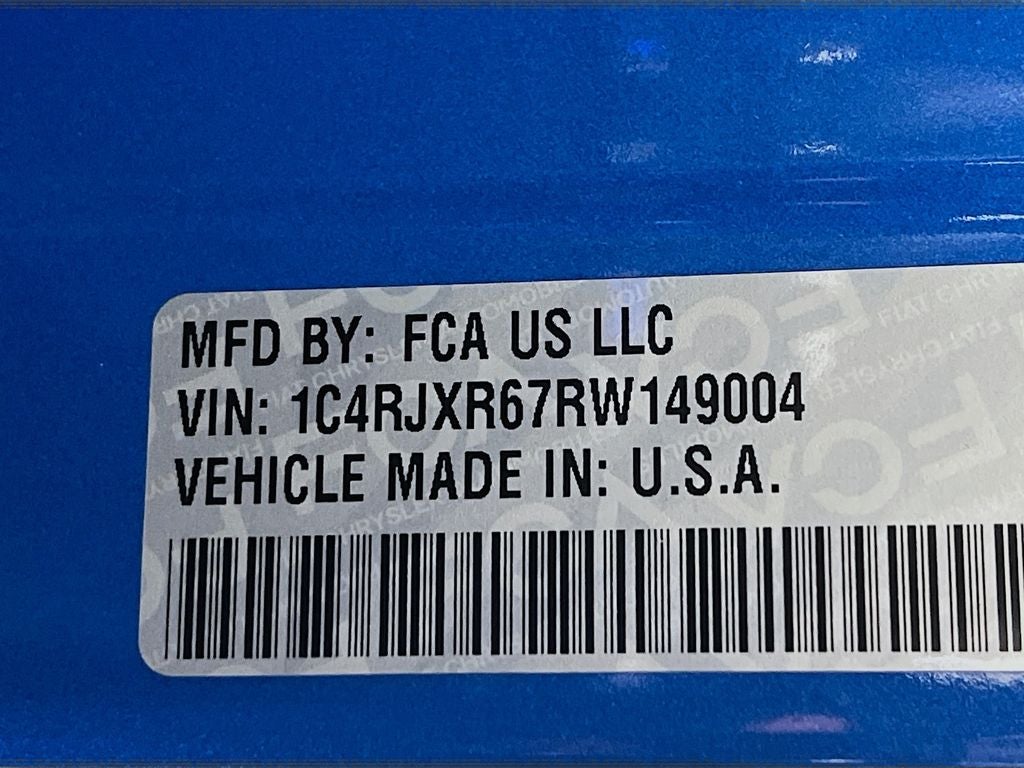 MFD BY: FCA US LLC
VIN: 1C4RJXR67RW149004
VEHICLE MADE IN: U.S.A.